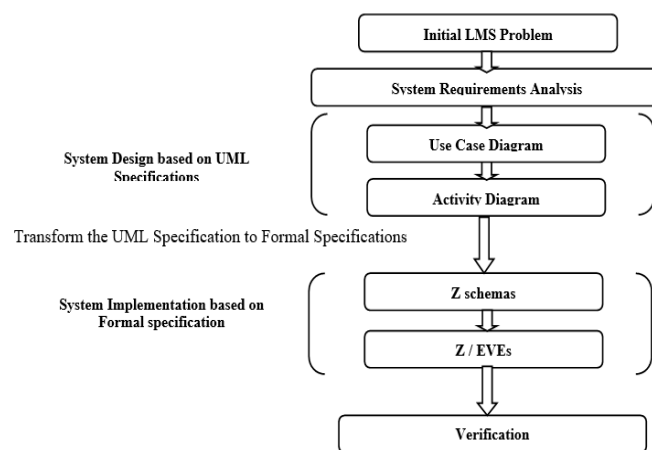 Initial LMS Problem
System Requirements Analysis
Use Case Diagram
System Design based on UML
Specifications
Activity Diagram
Transform the UML Specification to Formal Specifications
Z schemas
System Implementation based on
Formal specification
Z / EVEs
Verification